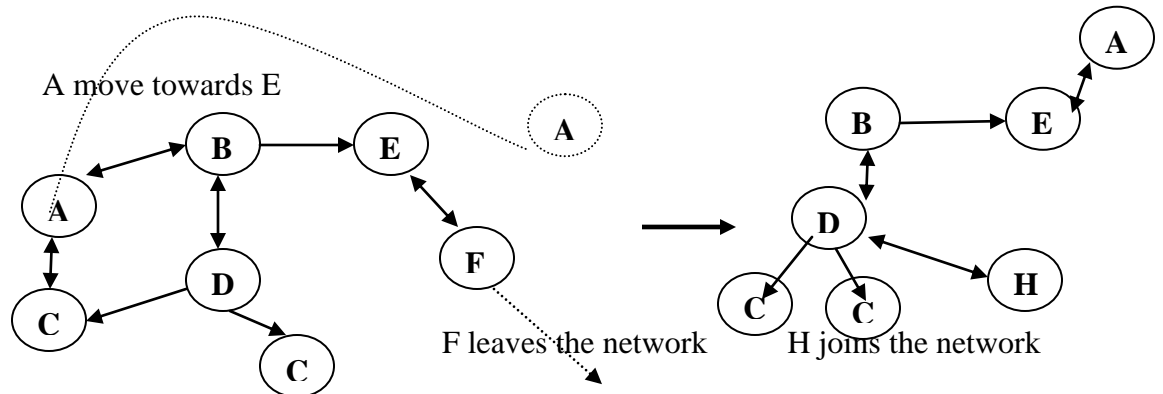 A
A move towards E
B
E
A
B
E
A
D
F
D
H
C
C
C
C
F leaves the network
H joins the network